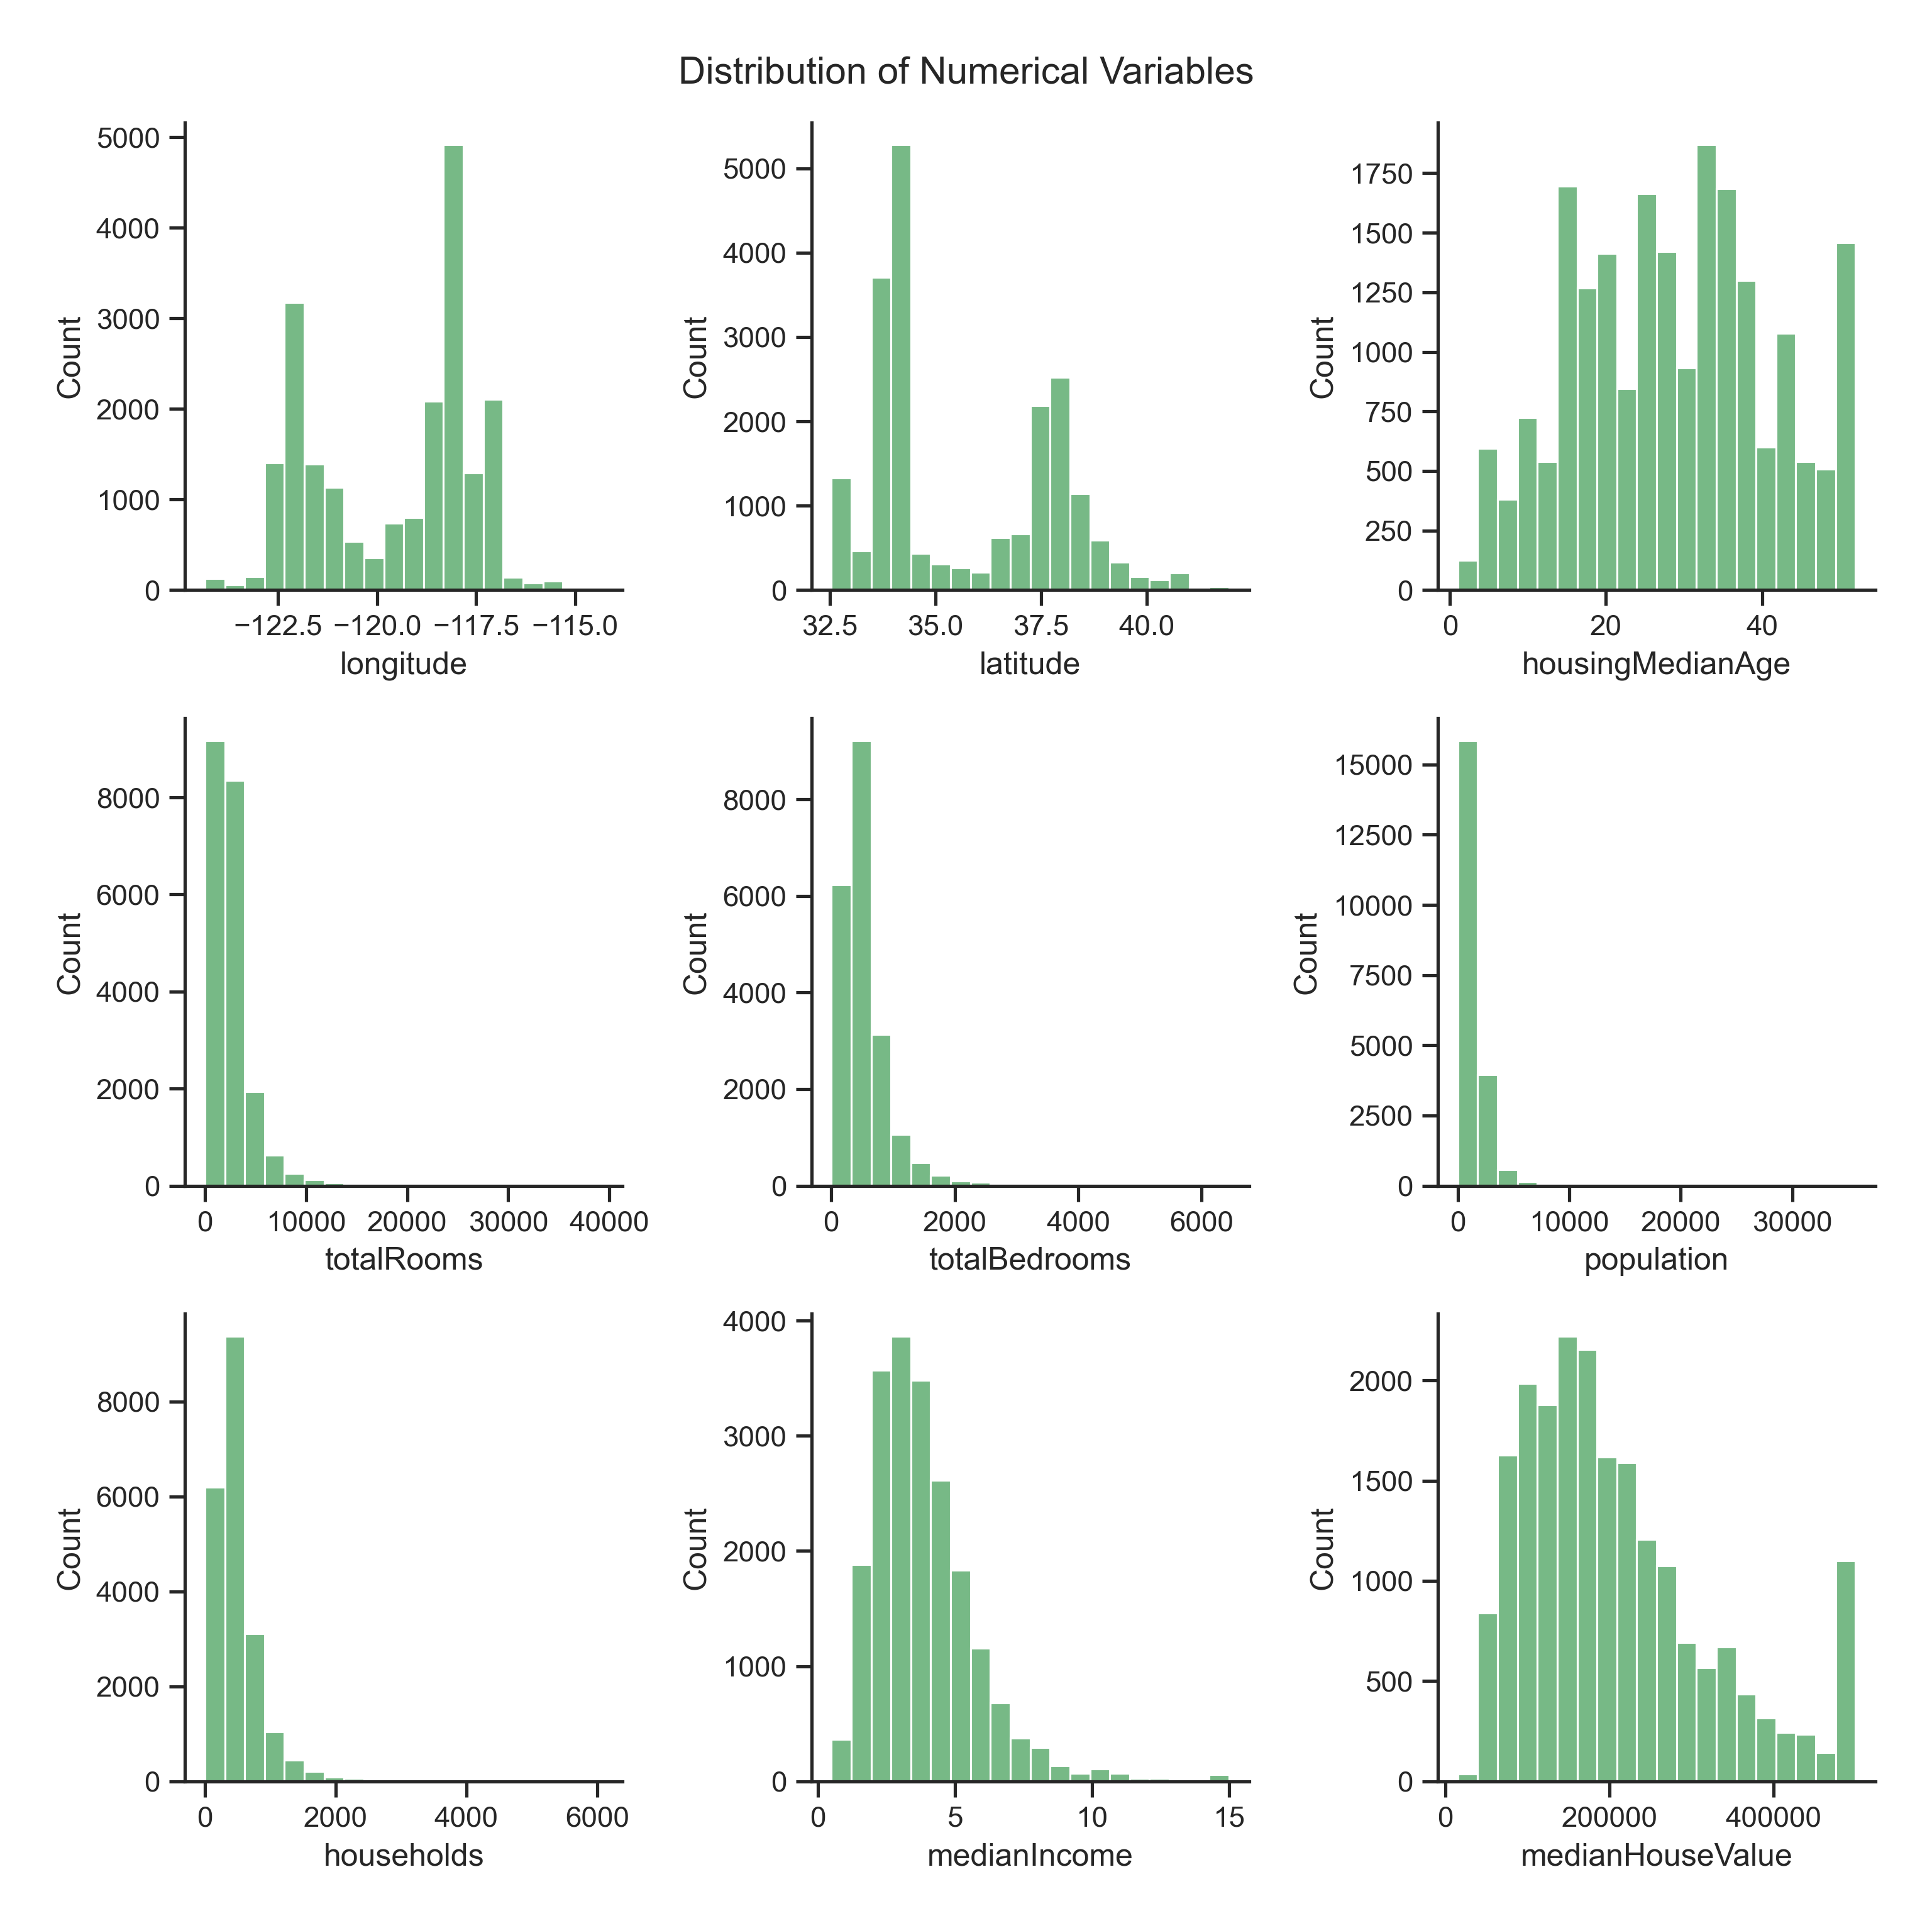 Distribution of Numerical Variables
5000
4000
3000
2000
1000
0
Count
−122.5 −120.0 −117.5 −115.0
longitude
5000
4000
3000
2000
1000
0
Count
32.5 35.0 37.5 40.0
latitude
1750
1500
1250
1000
750
500
250
0
Count
0 20 40
housingMedianAge
8000
6000
4000
2000
0
Count
0 10000 20000 30000 40000
totalRooms
8000
6000
4000
2000
0
Count
0 2000 4000 6000
totalBedrooms
15000
12500
10000
7500
5000
2500
0
Count
0 10000 20000 30000
population
8000
6000
4000
2000
0
Count
0 2000 4000 6000
households
4000
3000
2000
1000
0
Count
0 5 10 15
medianIncome
2000
1500
1000
500
0
Count
0 200000 400000
medianHouseValue